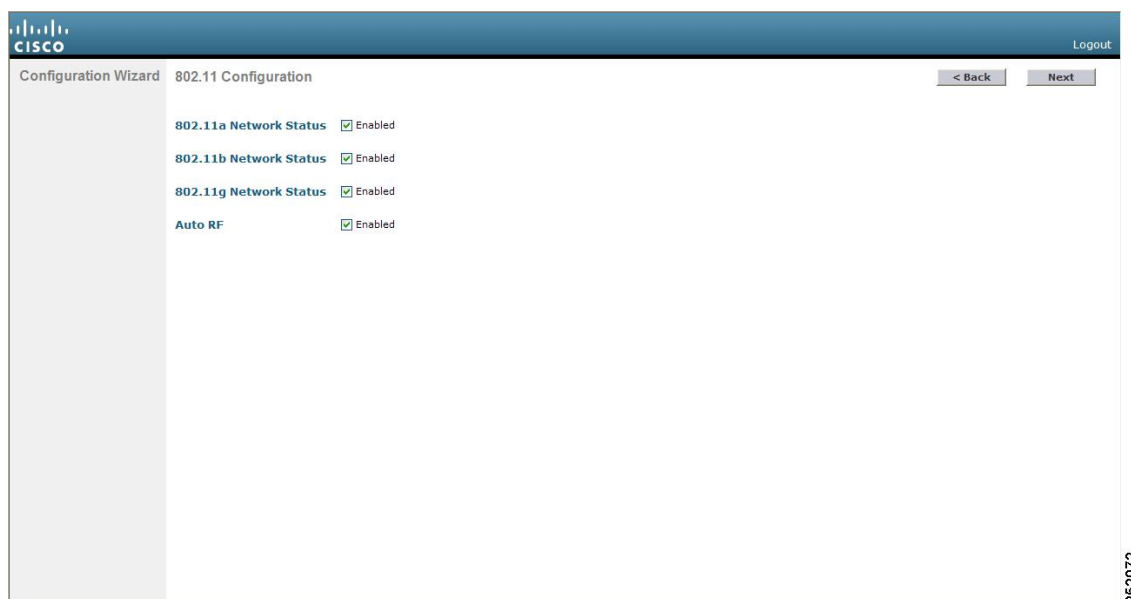 CISCO
Logout
Configuration Wizard
802.11 Configuration
< Back
Next
802.11a Network Status Enabled
802.11b Network Status Enabled
802.11g Network Status Enabled
Auto RF Enabled